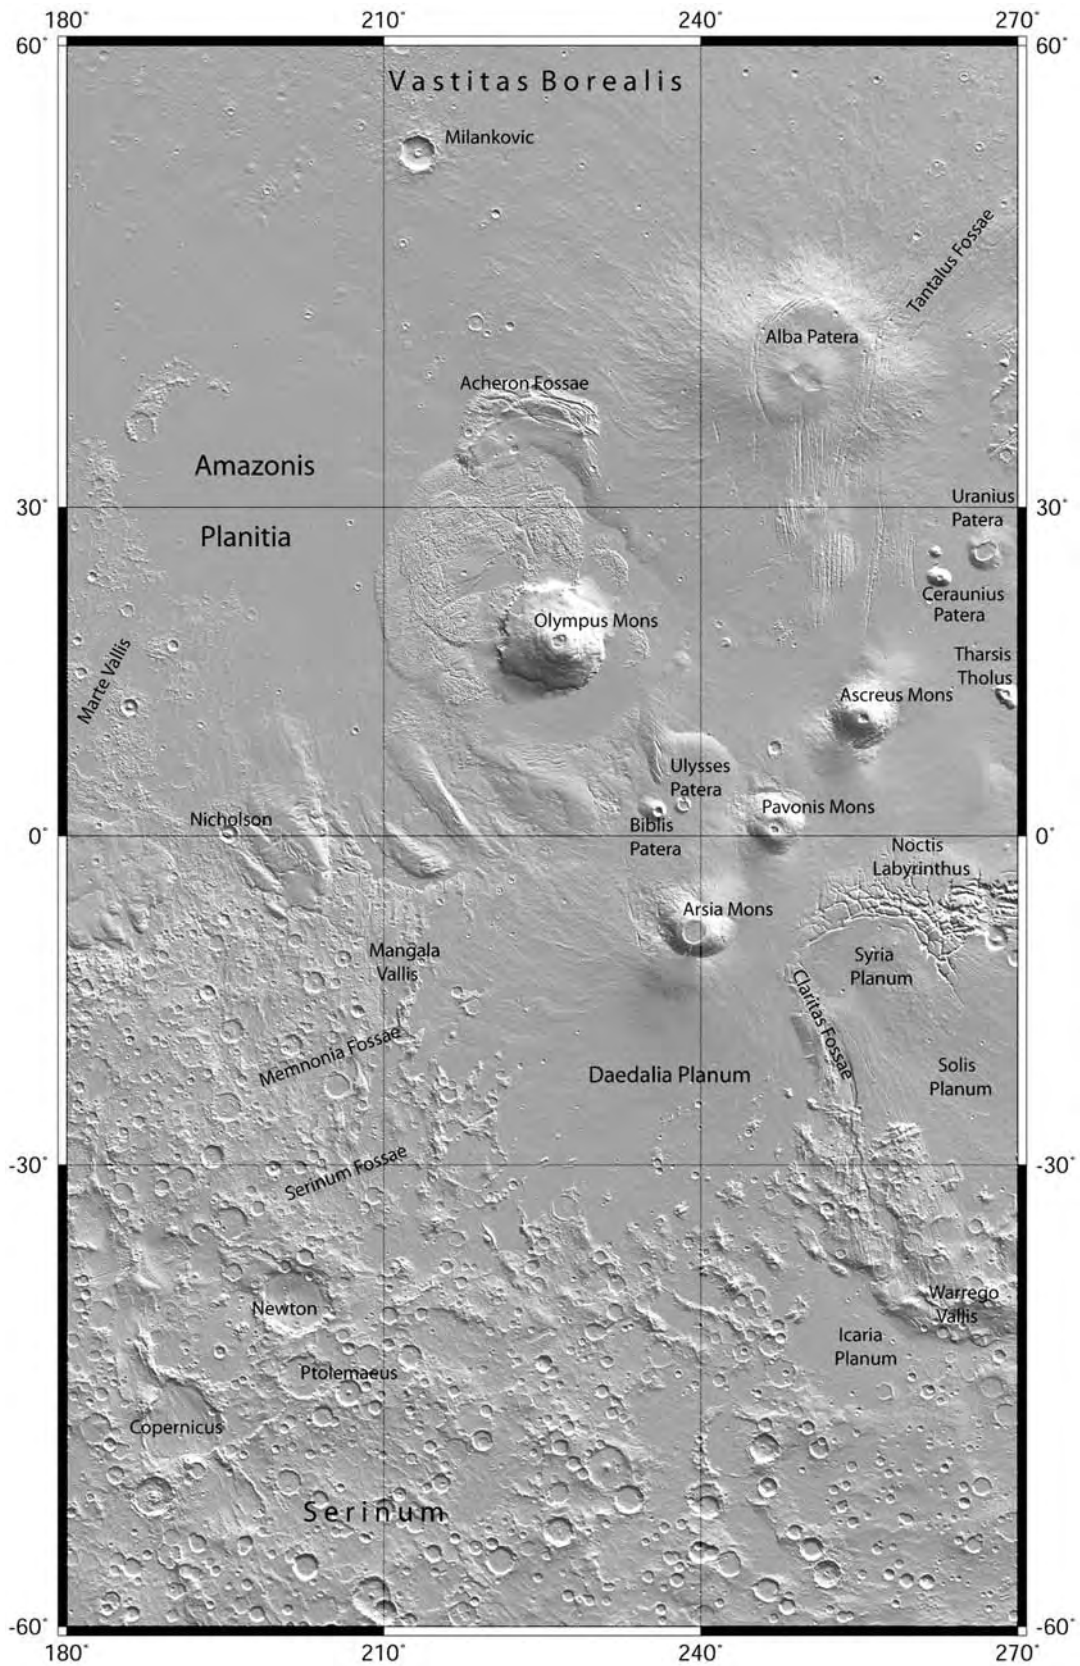 180°
210°
240°
270°
60°
60°
Vastitas Borealis
Milankovic
Tantalus Fossae
Alba Patera
Acheron Fossae
Amazonis
Planitia
30°
30°
Uranius
Patera
Ceraunius
Patera
Olympus Mons
Marte Vallis
Tharsis
Tholus
Ascreus Mons
Ulysses
Patera
Pavonis Mons
Nicholson
Biblis
Patera
0°
0°
Noctis
Labyrinthus
Arsia Mons
Mangala
Vallis
Syria
Planum
Claritas Fossae
Memnonia Fossae
Daedalia Planum
Solis
Planum
-30°
-30°
Serinum Fossae
Newton
Warrego
Vallis
Icaria
Planum
Ptolemaeus
Copernicus
Serinum
-60°
-60°
180°
210°
240°
270°